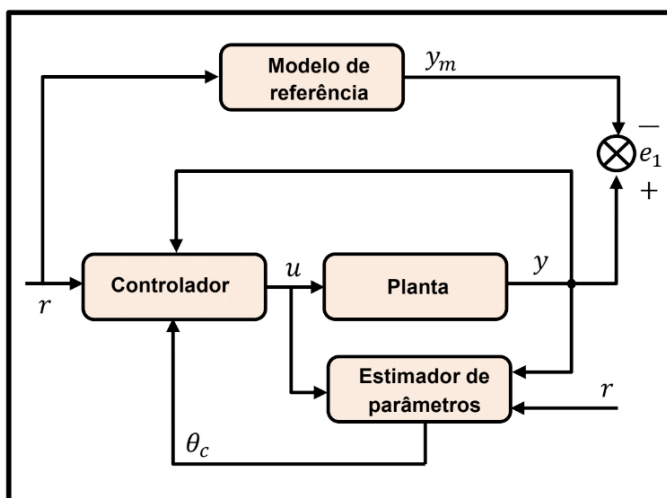 Modelo de
referência
y_m
−
e_1
+
Controlador
u
Planta
y
r
Estimador de
parâmetros
r
θ_c